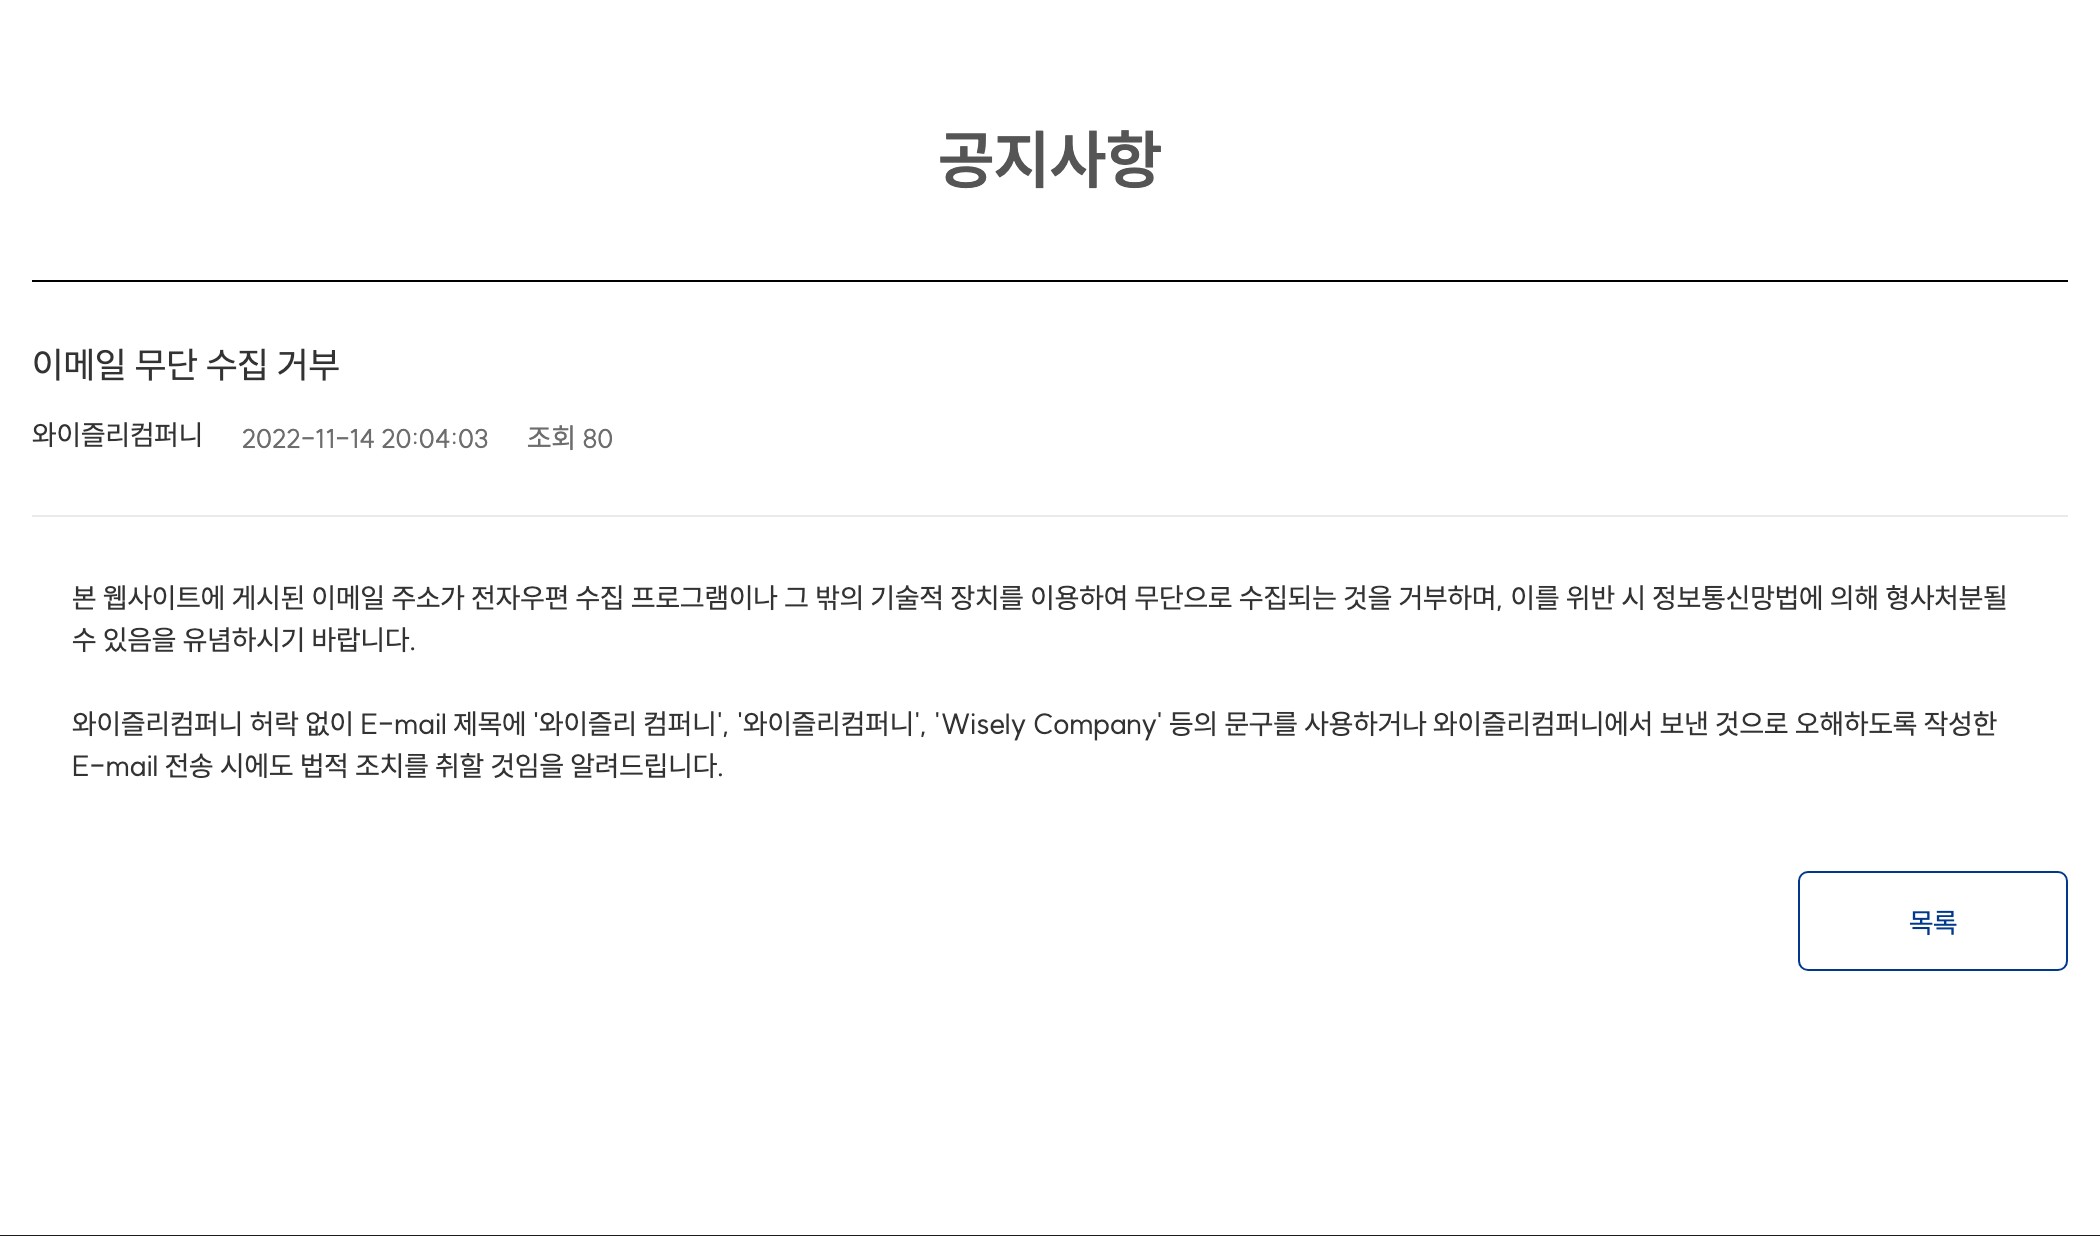 공지사항
이메일 무단 수집 거부
와이즐리컴퍼니 2022-11-14 20:04:03 조회 80
본 웹사이트에 게시된 이메일 주소가 전자우편 수집 프로그램이나 그 밖의 기술적 장치를 이용하여 무단으로 수집되는 것을 거부하며, 이를 위반 시 정보통신망법에 의해 형사처분될
수 있음을 유념하시기 바랍니다.
와이즐리컴퍼니 허락 없이 E-mail 제목에 '와이즐리 컴퍼니', '와이즐리컴퍼니', 'Wisely Company' 등의 문구를 사용하거나 와이즐리컴퍼니에서 보낸 것으로 오해하도록 작성한
E-mail 전송 시에도 법적 조치를 취할 것임을 알려드립니다.
목록